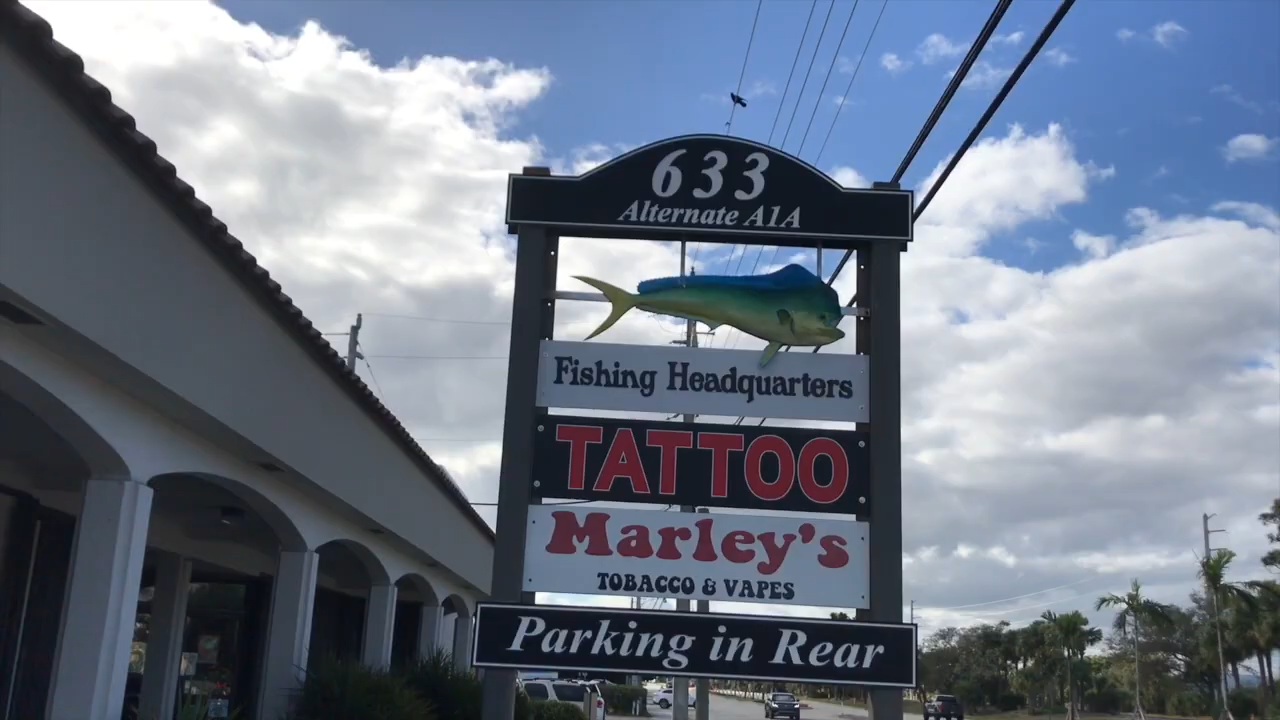 633
Alternate A1A
Fishing Headquarters
TATTOO
Marley's
TOBACCO & VAPES
Parking in Rear